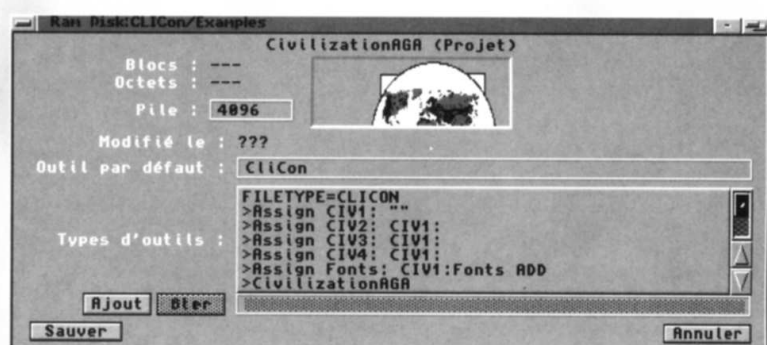 Ram Disk:CLICon/Examples
CivilizationAGA (Projet)
Blocs : ---
Octets : ---
Pile : 4096
Modifié le : ???
Outil par défaut : CliCon
Types d'outils :
FILETYPE=CLICON
>Assign CIV1: ""
>Assign CIV2: CIV1:
>Assign CIV3: CIV1:
>Assign CIV4: CIV1:
>Assign Fonts: CIV1:Fonts ADD
>CivilizationAGA
Ajout
Sauver
Annuler